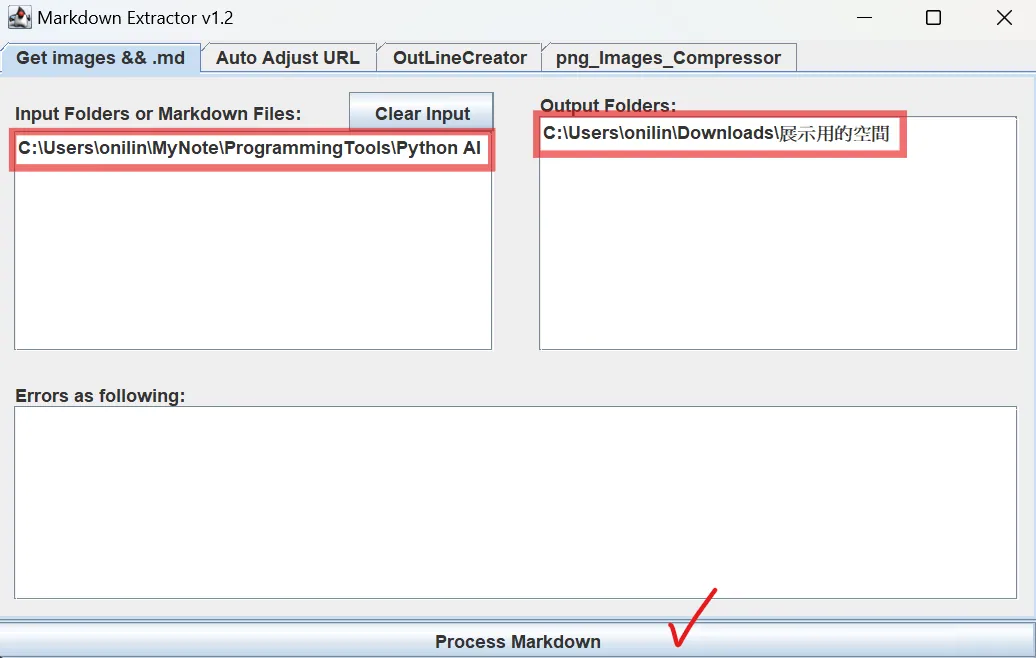 Markdown Extractor v1.2
Get images && .md
Auto Adjust URL
OutLineCreator
png_Images_Compressor
Input Folders or Markdown Files:
Clear Input
C:\Users\onilin\MyNote\ProgrammingTools\Python AI
Output Folders:
C:\Users\onilin\Downloads\展示用的空間
Errors as following:
Process Markdown